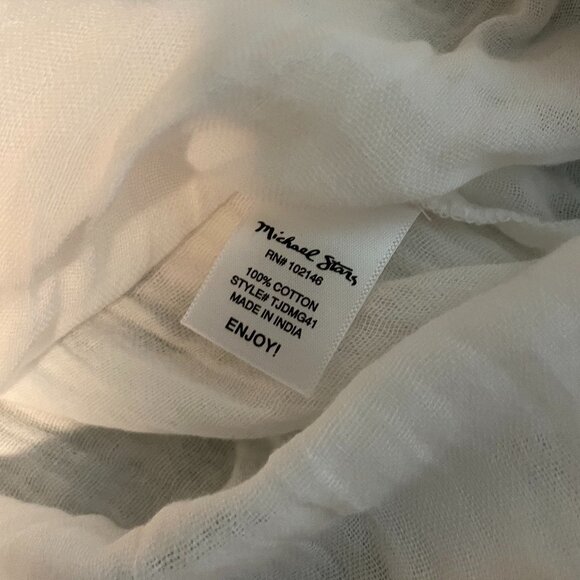 Michael Stars
RN# 102146
100% COTTON
STYLE# TJDMG41
MADE IN INDIA
ENJOY!